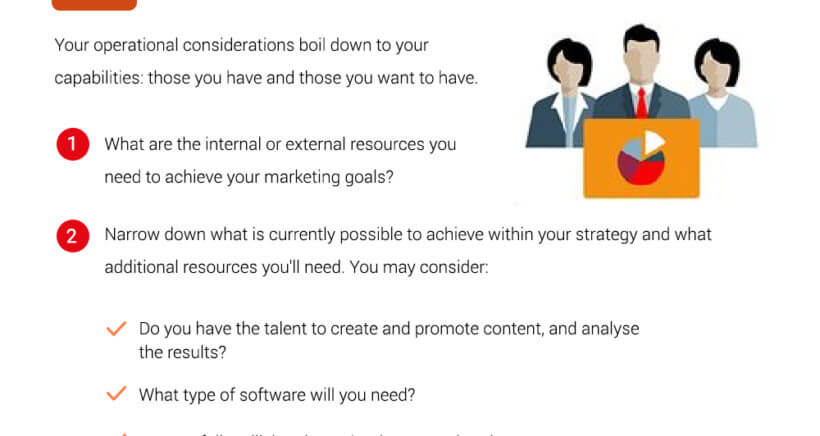 Your operational considerations boil down to your
capabilities: those you have and those you want to have.
1 What are the internal or external resources you
need to achieve your marketing goals?
2 Narrow down what is currently possible to achieve within your strategy and what
additional resources you'll need. You may consider:
Do you have the talent to create and promote content, and analyse
the results?
What type of software will you need?